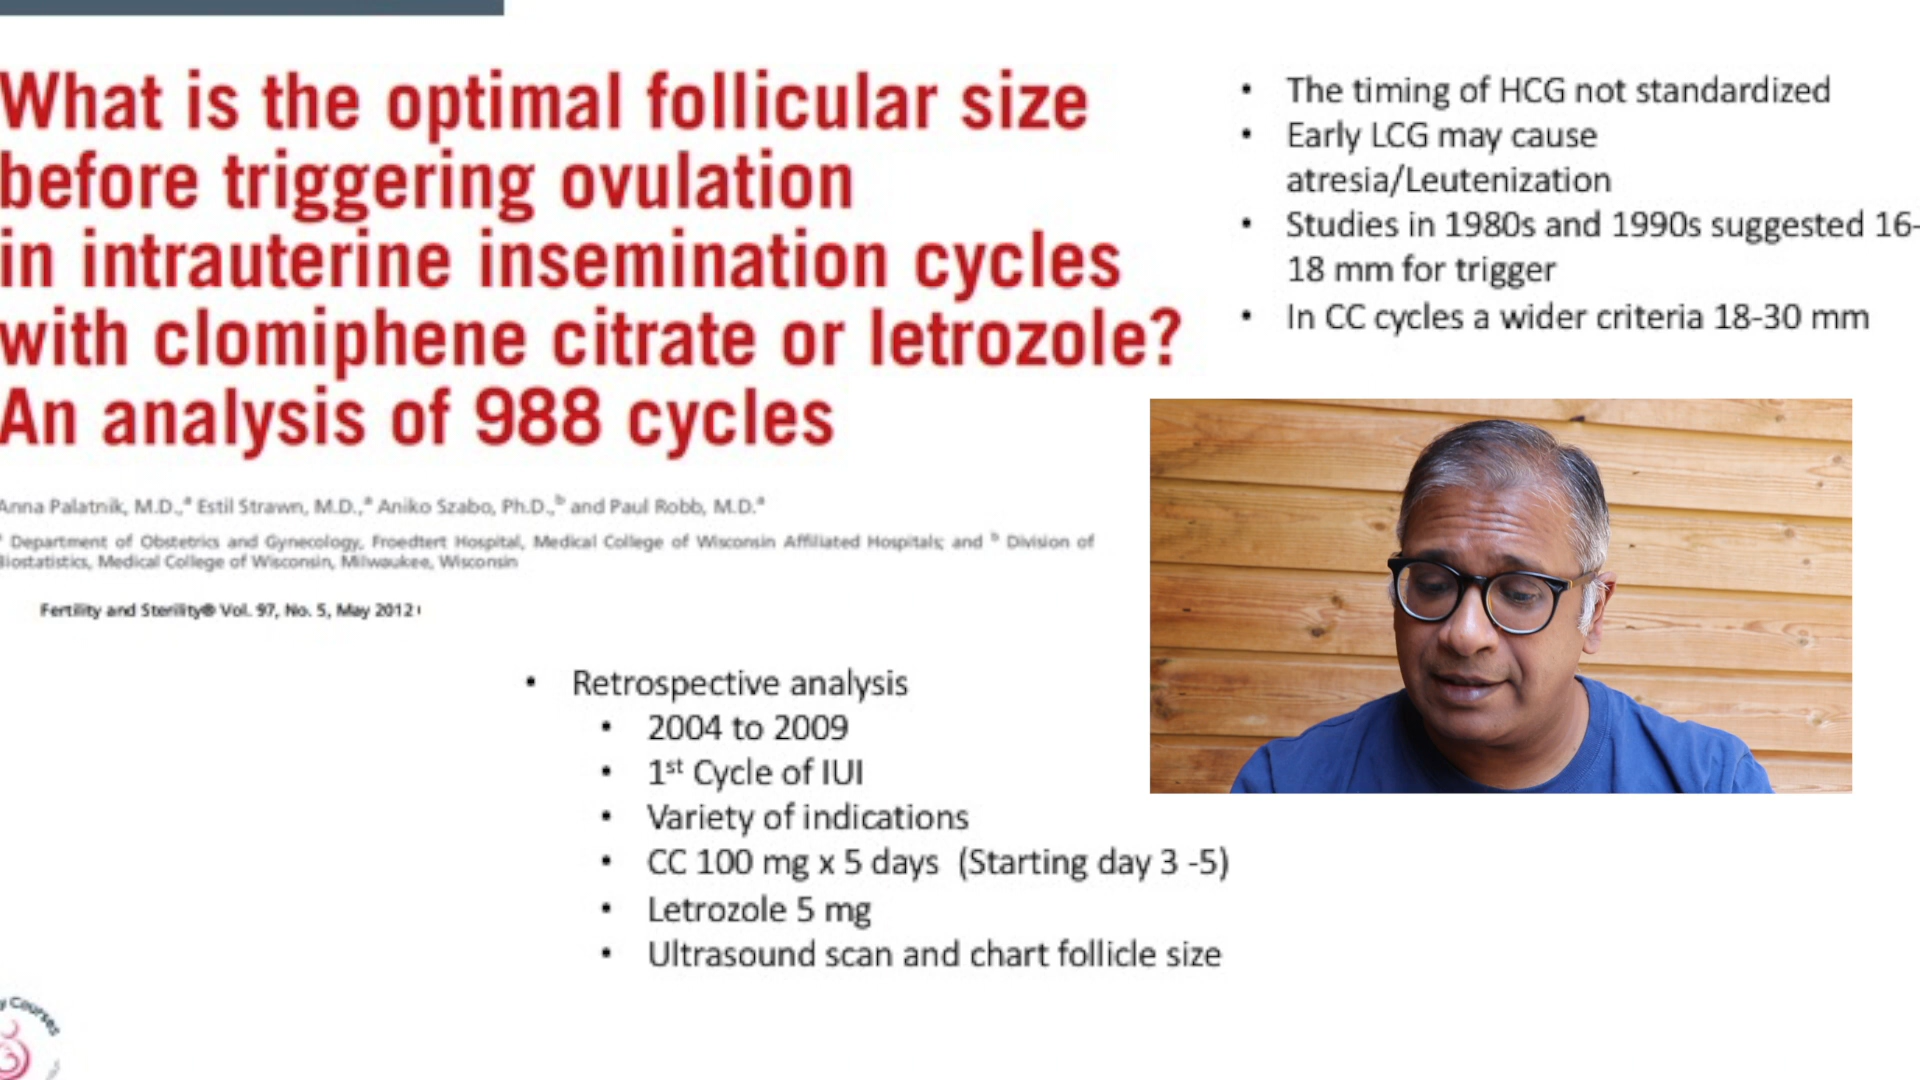 What is the optimal follicular size
before triggering ovulation
in intrauterine insemination cycles
with clomiphene citrate or letrozole?
An analysis of 988 cycles
Anna Palatnik, M.D.,ª Estil Strawn, M.D.,ª Aniko Szabo, Ph.D.,ᵇ and Paul Robb, M.D.ª
ª Department of Obstetrics and Gynecology, Froedtert Hospital, Medical College of Wisconsin Affiliated Hospitals; and ᵇ Division of
Biostatistics, Medical College of Wisconsin, Milwaukee, Wisconsin
Fertility and Sterility® Vol. 97, No. 5, May 2012
• The timing of HCG not standardized
• Early LCG may cause
atresia/Leutenization
• Studies in 1980s and 1990s suggested 16-
18 mm for trigger
• In CC cycles a wider criteria 18-30 mm
• Retrospective analysis
• 2004 to 2009
• 1st Cycle of IUI
• Variety of indications
• CC 100 mg x 5 days (Starting day 3 -5)
• Letrozole 5 mg
• Ultrasound scan and chart follicle size
Courses